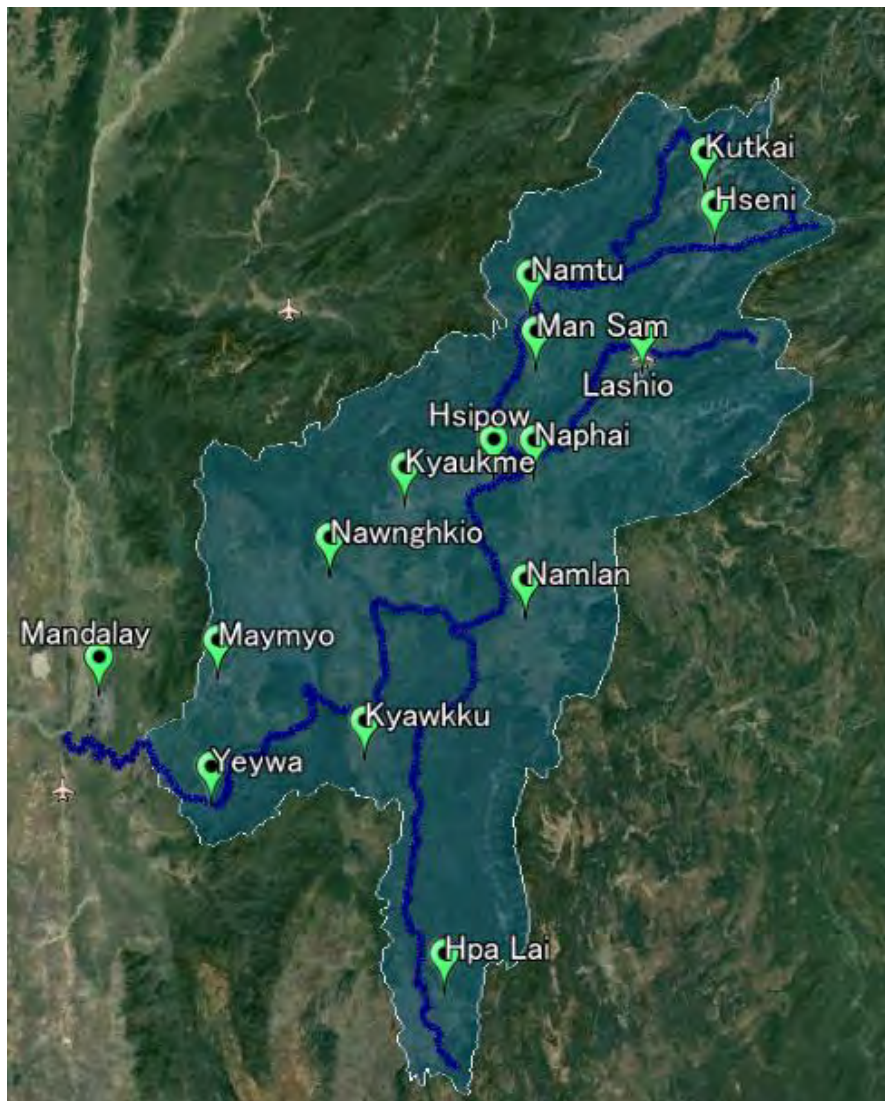 Kutkai
Hseni
Namtu
Man Sam
Lashio
Hsipow
Naphai
Kyaukme
Nawnghkio
Namlan
Mandalay
Maymyo
Kyawkku
Yeywa
Hpa Lai